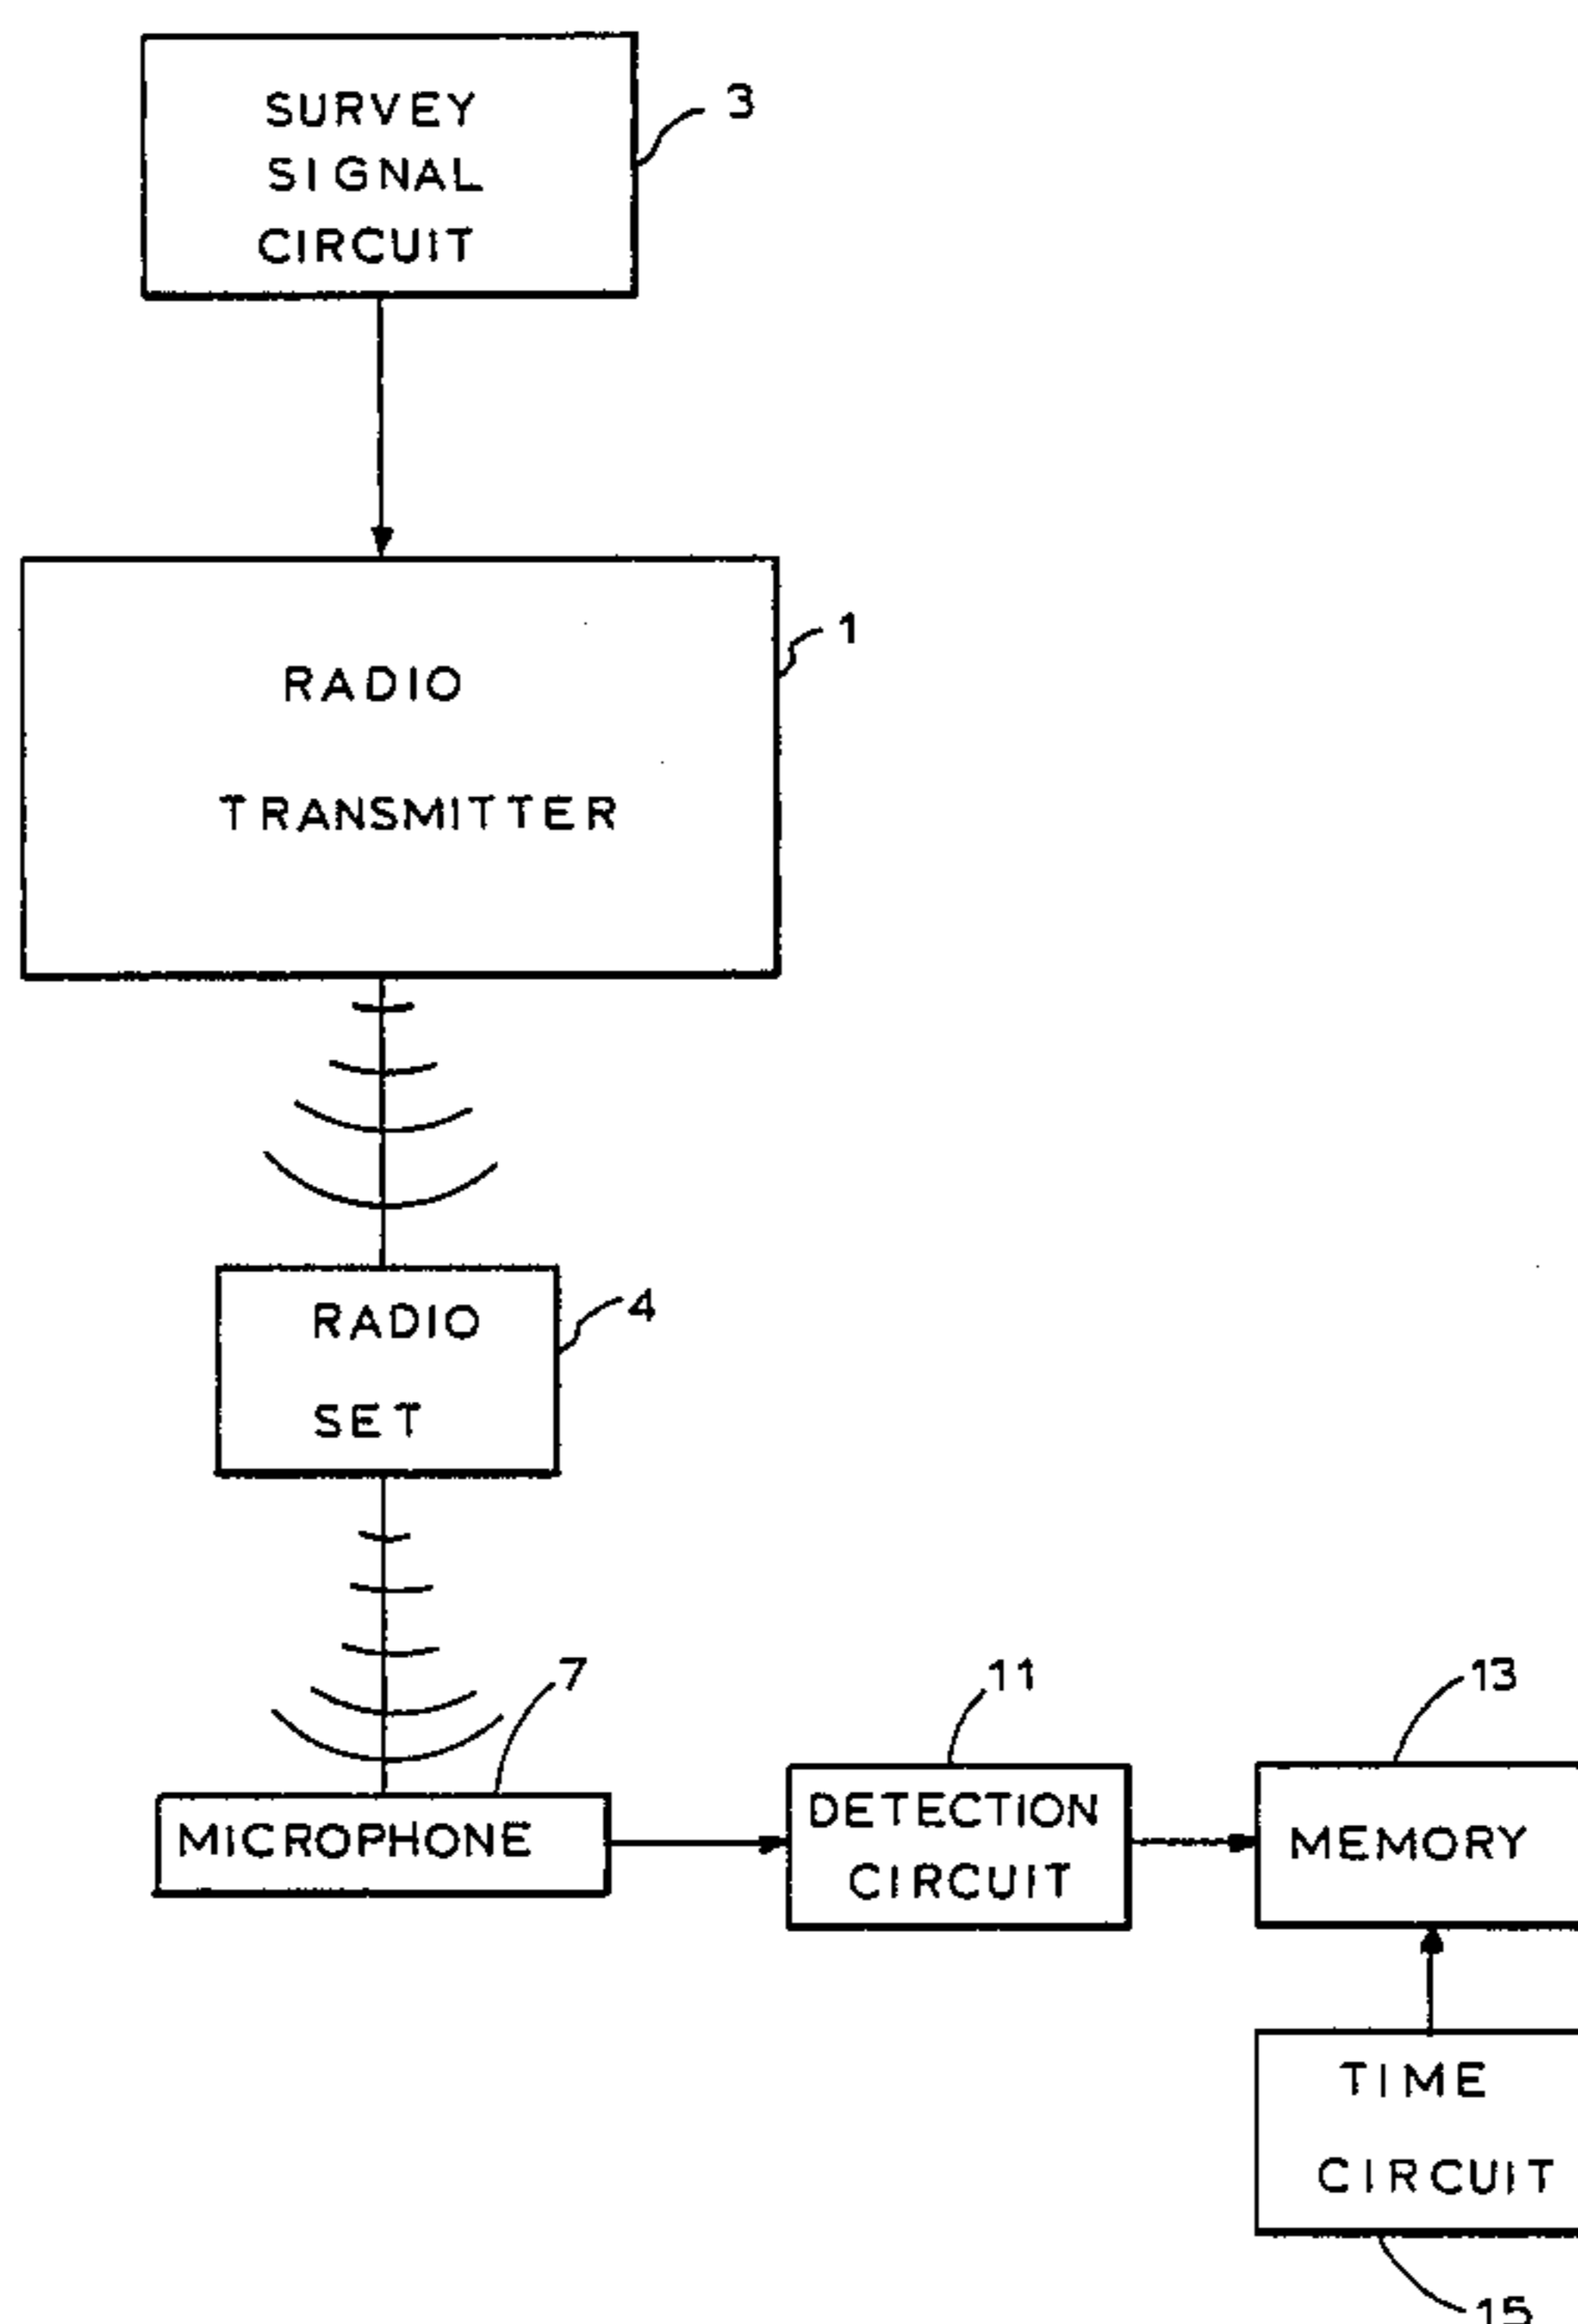 SURVEY
SIGNAL
CIRCUIT
3
RADIO
TRANSMITTER
1
RADIO
SET
4
7
MICROPHONE
11
DETECTION
CIRCUIT
13
MEMORY
TIME
CIRCUIT
15